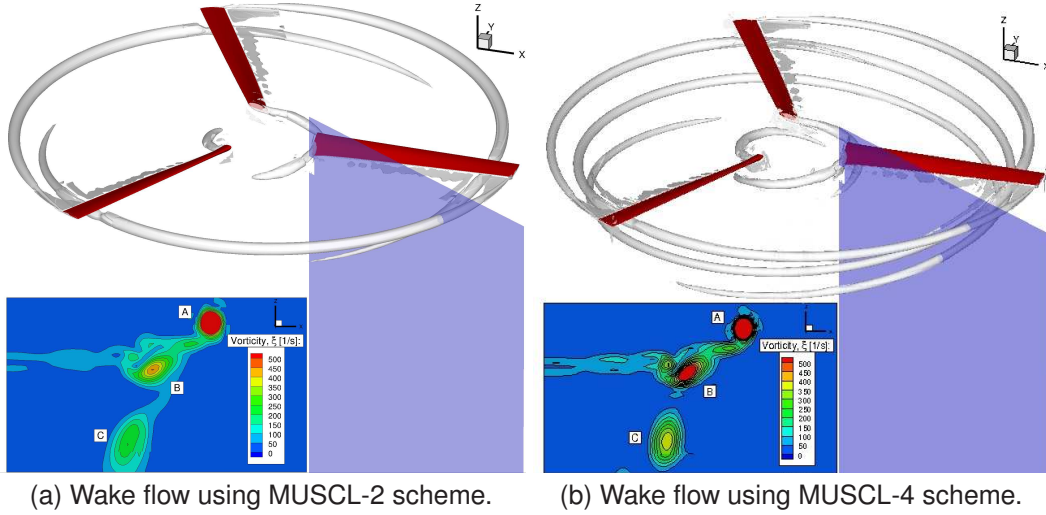 Z
Y
X
Z
Y
X
A
z
x
Vorticity, ξ [1/s]:
500
450
400
350
300
250
200
150
100
50
0
B
C
A
z
x
Vorticity, ξ [1/s]:
500
450
400
350
300
250
200
150
100
50
0
B
C
(a) Wake flow using MUSCL-2 scheme.
(b) Wake flow using MUSCL-4 scheme.